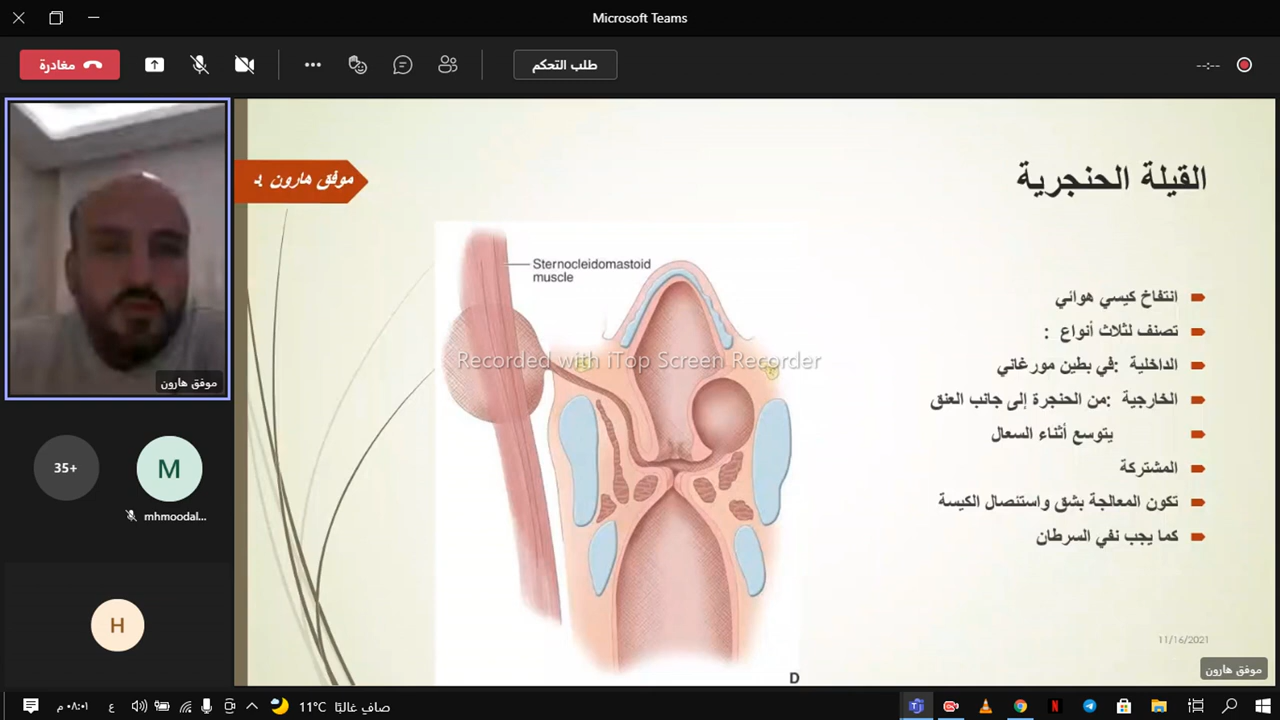 Microsoft Teams
مغادرة
طلب التحكم
--:--
موفق هارون
35+
M
mhmoodal...
H
موفق هارون د
القيلة الحنجرية
انتفاخ كيسي هوائي
تصنف لثلاث أنواع :
الداخلية :في بطين مورغاني
الخارجية :من الحنجرة إلى جانب العنق
يتوسع أثناء السعال
المشتركة
تكون المعالجة بشق واستئصال الكيسة
كما يجب نفي السرطان
Sternocleidomastoid
muscle
Recorded with iTop Screen Recorder
D
11/16/2021
موفق هارون
٠٨:٠١ م
ع
11°C صافٍ غالبًا